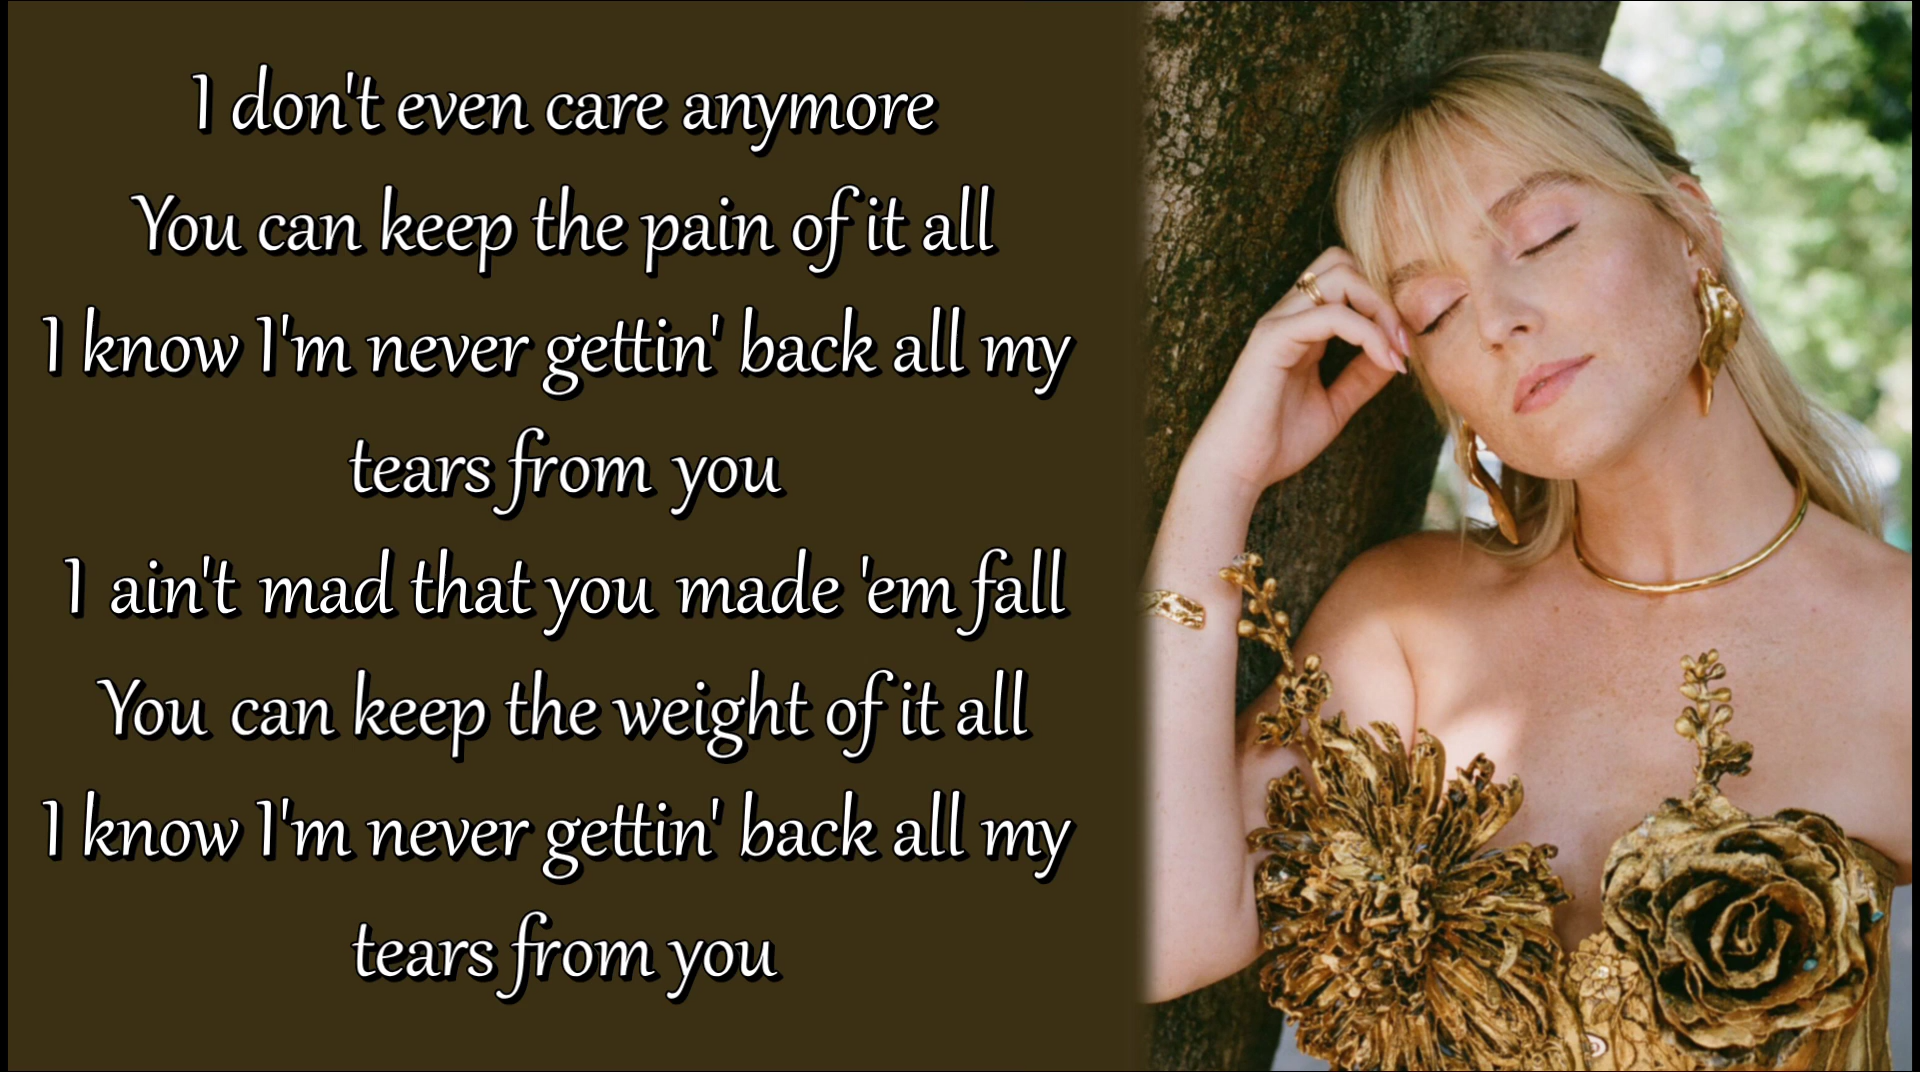 I don't even care anymore
You can keep the pain of it all
I know I'm never gettin' back all my
tears from you
I ain't mad that you made 'em fall
You can keep the weight of it all
I know I'm never gettin' back all my
tears from you